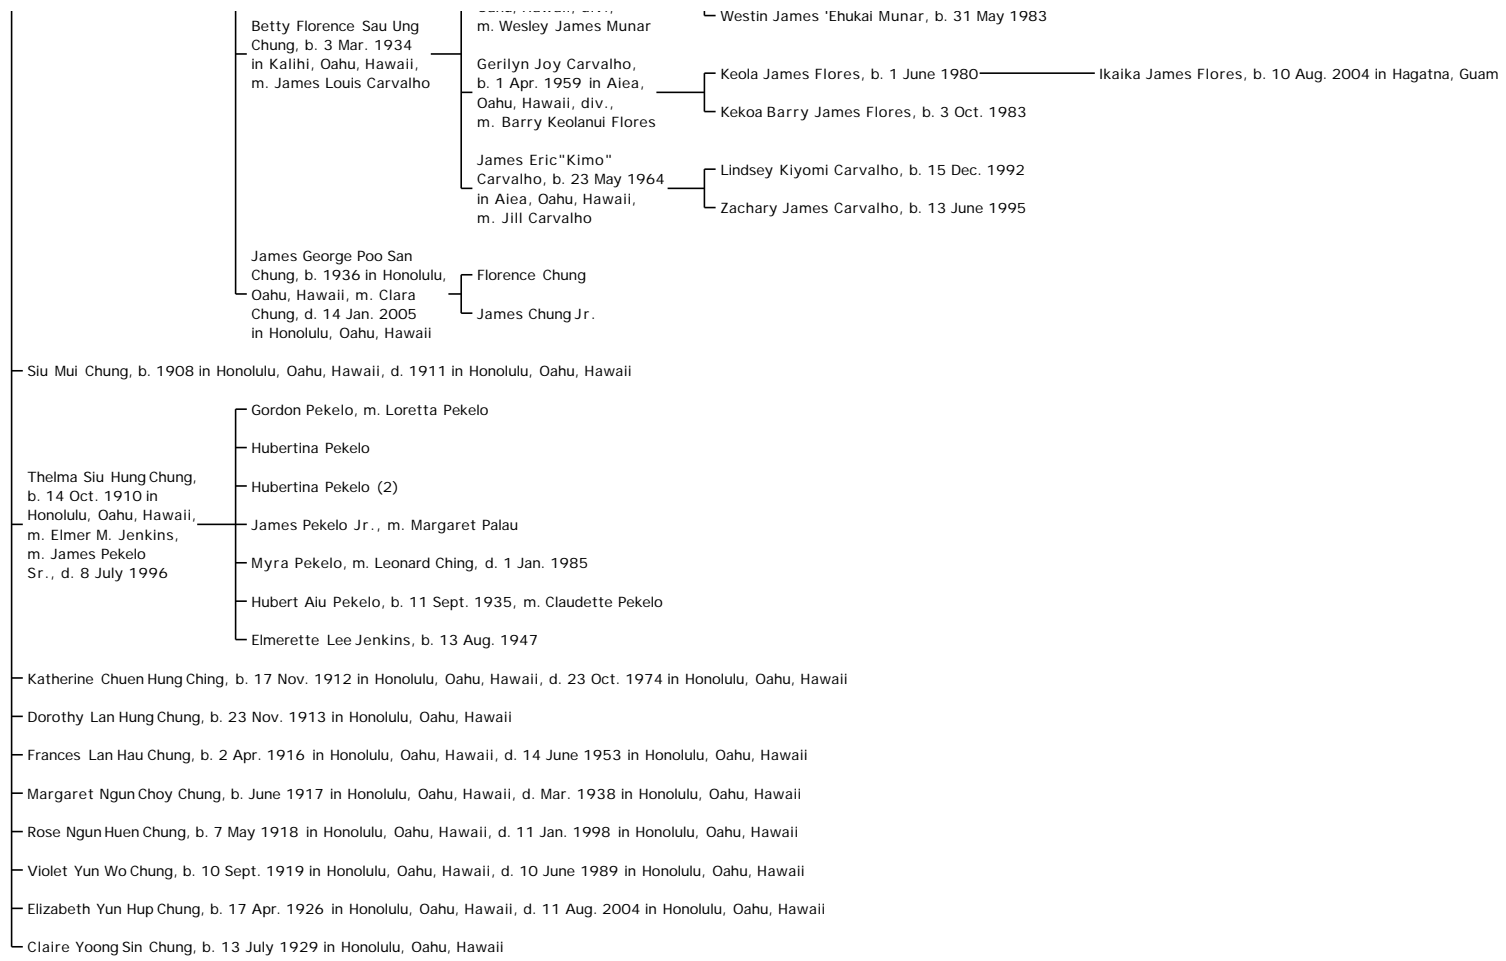 Betty Florence Sau Ung
Chung, b. 3 Mar. 1934
in Kalihi, Oahu, Hawaii,
m. James Louis Carvalho
m. Wesley James Munar
Westin James 'Ehukai Munar, b. 31 May 1983
Gerilyn Joy Carvalho,
b. 1 Apr. 1959 in Aiea,
Oahu, Hawaii, div.,
m. Barry Keolanui Flores
Keola James Flores, b. 1 June 1980
Ikaika James Flores, b. 10 Aug. 2004 in Hagatna, Guam
Kekoa Barry James Flores, b. 3 Oct. 1983
James Eric "Kimo"
Carvalho, b. 23 May 1964
in Aiea, Oahu, Hawaii,
m. Jill Carvalho
Lindsey Kiyomi Carvalho, b. 15 Dec. 1992
Zachary James Carvalho, b. 13 June 1995
James George Poo San
Chung, b. 1936 in Honolulu,
Oahu, Hawaii, m. Clara
Chung, d. 14 Jan. 2005
in Honolulu, Oahu, Hawaii
Florence Chung
James Chung Jr.
Siu Mui Chung, b. 1908 in Honolulu, Oahu, Hawaii, d. 1911 in Honolulu, Oahu, Hawaii
Thelma Siu Hung Chung,
b. 14 Oct. 1910 in
Honolulu, Oahu, Hawaii,
m. Elmer M. Jenkins,
m. James Pekelo
Sr., d. 8 July 1996
Gordon Pekelo, m. Loretta Pekelo
Hubertina Pekelo
Hubertina Pekelo (2)
James Pekelo Jr., m. Margaret Palau
Myra Pekelo, m. Leonard Ching, d. 1 Jan. 1985
Hubert Aiu Pekelo, b. 11 Sept. 1935, m. Claudette Pekelo
Elmerette Lee Jenkins, b. 13 Aug. 1947
Katherine Chuen Hung Ching, b. 17 Nov. 1912 in Honolulu, Oahu, Hawaii, d. 23 Oct. 1974 in Honolulu, Oahu, Hawaii
Dorothy Lan Hung Chung, b. 23 Nov. 1913 in Honolulu, Oahu, Hawaii
Frances Lan Hau Chung, b. 2 Apr. 1916 in Honolulu, Oahu, Hawaii, d. 14 June 1953 in Honolulu, Oahu, Hawaii
Margaret Ngun Choy Chung, b. June 1917 in Honolulu, Oahu, Hawaii, d. Mar. 1938 in Honolulu, Oahu, Hawaii
Rose Ngun Huen Chung, b. 7 May 1918 in Honolulu, Oahu, Hawaii, d. 11 Jan. 1998 in Honolulu, Oahu, Hawaii
Violet Yun Wo Chung, b. 10 Sept. 1919 in Honolulu, Oahu, Hawaii, d. 10 June 1989 in Honolulu, Oahu, Hawaii
Elizabeth Yun Hup Chung, b. 17 Apr. 1926 in Honolulu, Oahu, Hawaii, d. 11 Aug. 2004 in Honolulu, Oahu, Hawaii
Claire Yoong Sin Chung, b. 13 July 1929 in Honolulu, Oahu, Hawaii